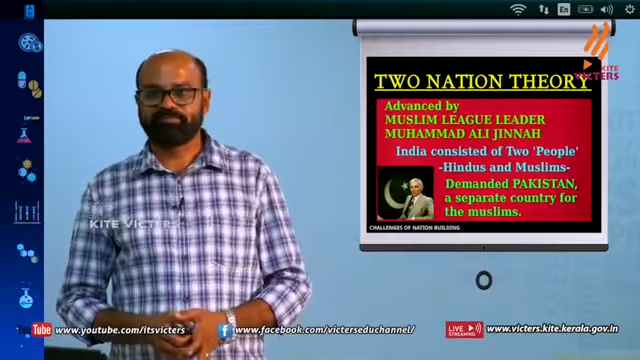 En
KITE
VICTERS
TWO NATION THEORY
Advanced by
MUSLIM LEAGUE LEADER
MUHAMMAD ALI JINNAH
India consisted of Two 'People'
-Hindus and Muslims-
Demanded PAKISTAN,
a separate country for
the muslims.
CHALLENGES OF NATION BUILDING
KITE VICTERS
YouTube www.youtube.com/itsvicters
www.facebook.com/victerseduchannel/
LIVE
STREAMING
www.victers.kite.kerala.gov.in